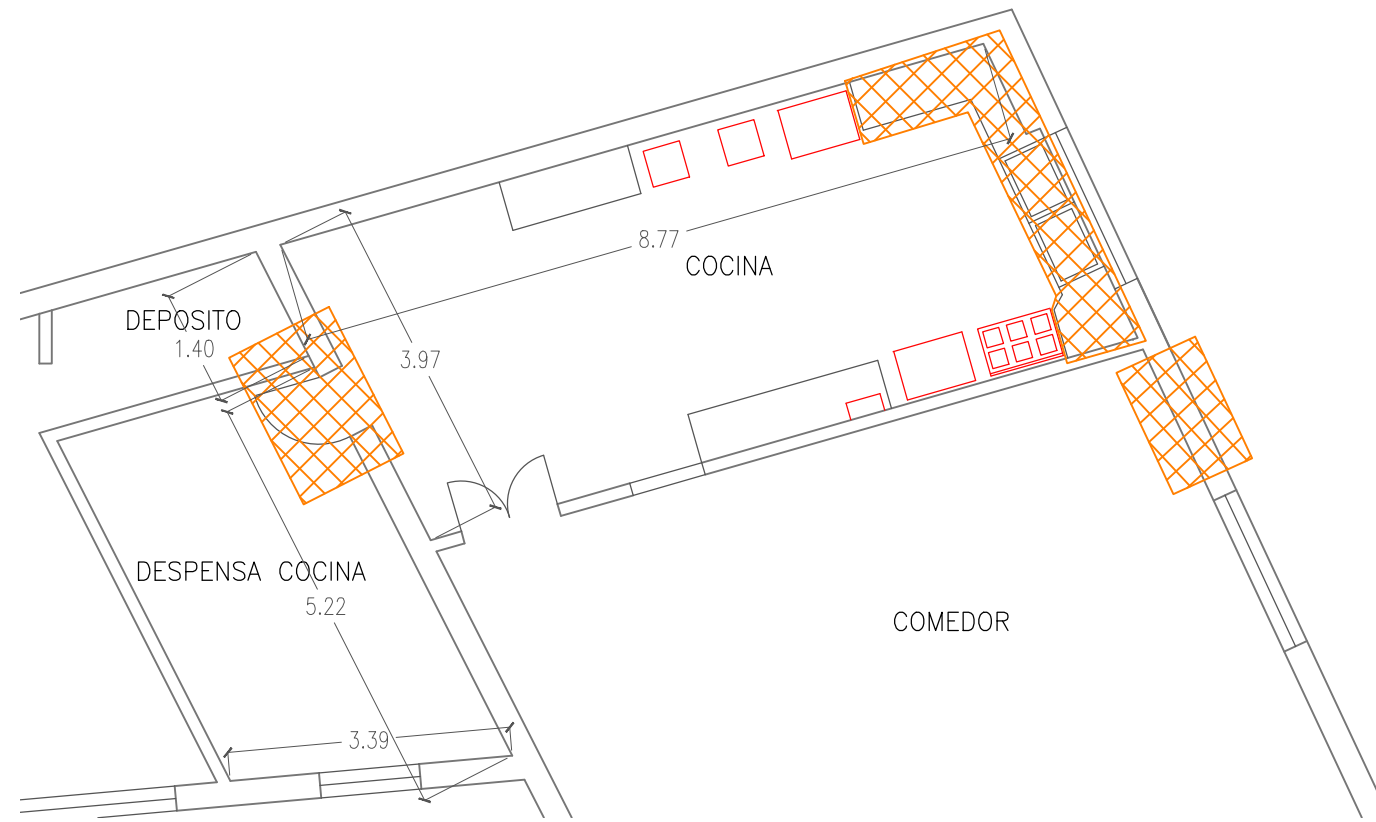 8.77
COCINA
DEPOSITO
1.40
3.97
DESPENSA COCINA
5.22
COMEDOR
3.39